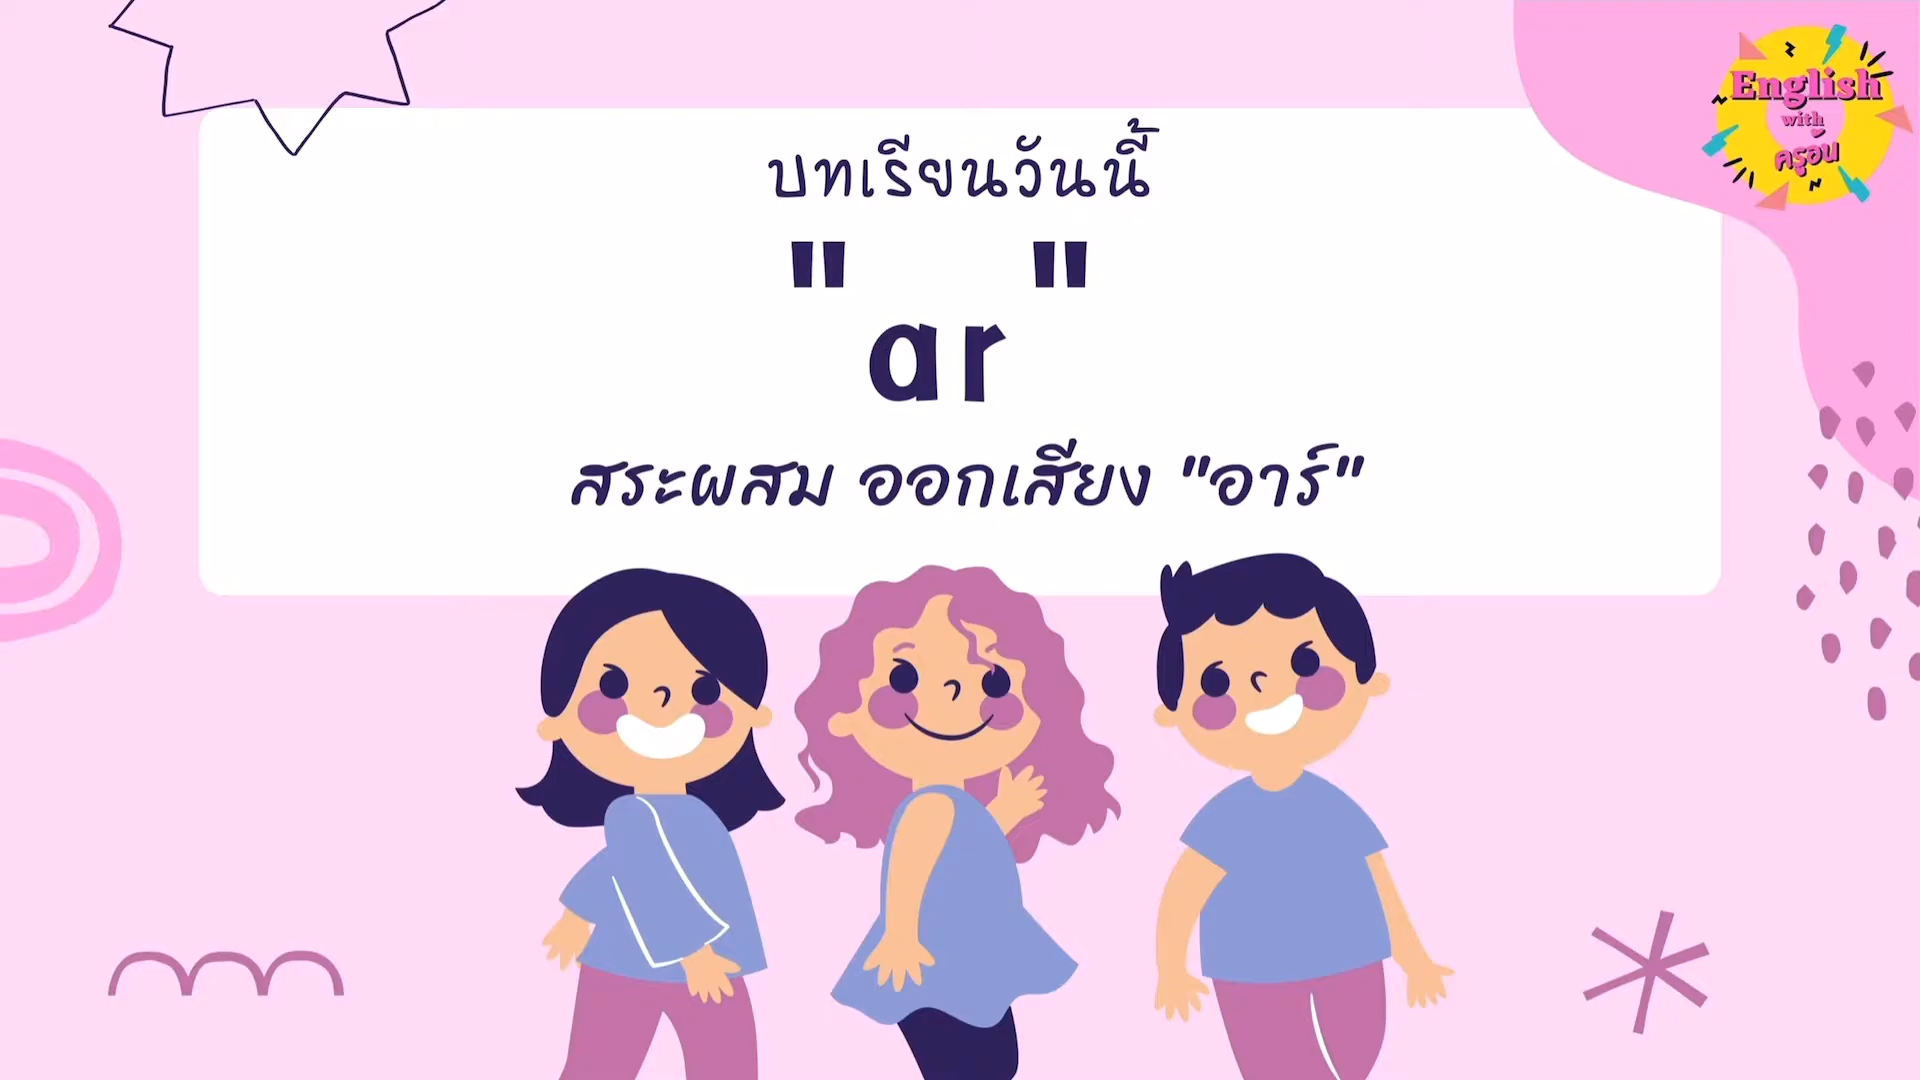 บทเรียนวันนี้
"ar"
สระผสม ออกเสียง "อาร์"
English
with
ครูอุ้น